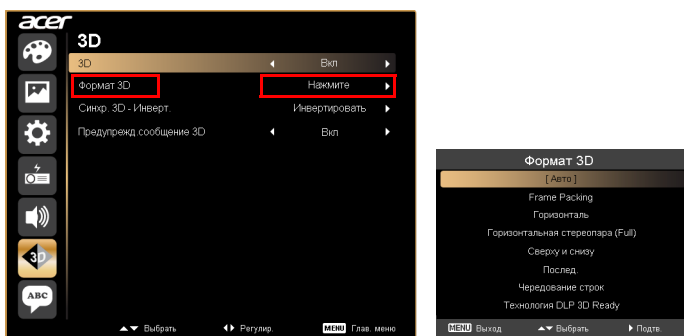 acer
3D
3D Вкл
Формат 3D Нажмите
Синхр. 3D - Инверт. Инвертировать
Предупрежд.сообщение 3D Вкл
3D
ABC
Выбрать Регулир. MENU Глав. меню
Формат 3D
[ Авто ]
Frame Packing
Горизонталь
Горизонтальная стереопара (Full)
Сверху и снизу
Послед.
Чередование строк
Технология DLP 3D Ready
MENU Выход Выбрать Подтв.